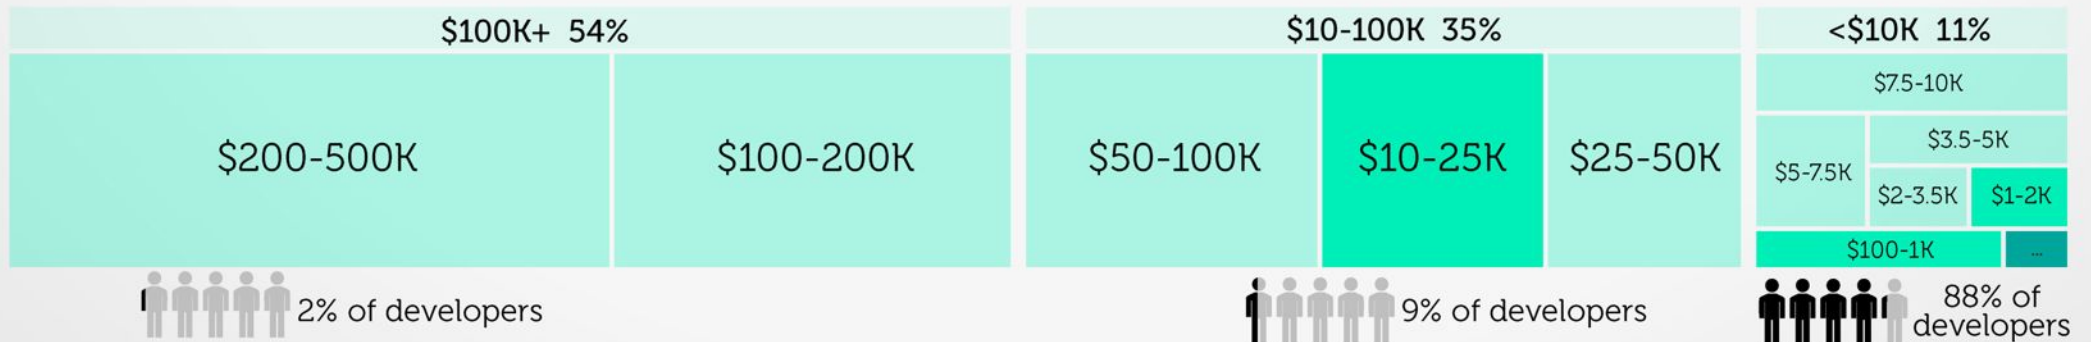 $100K+ 54%
$200-500K
$100-200K
2% of developers
$10-100K 35%
$50-100K
$10-25K
$25-50K
9% of developers
<$10K 11%
$7.5-10K
$5-7.5K
$3.5-5K
$2-3.5K
$1-2K
$100-1K
...
88% of
developers